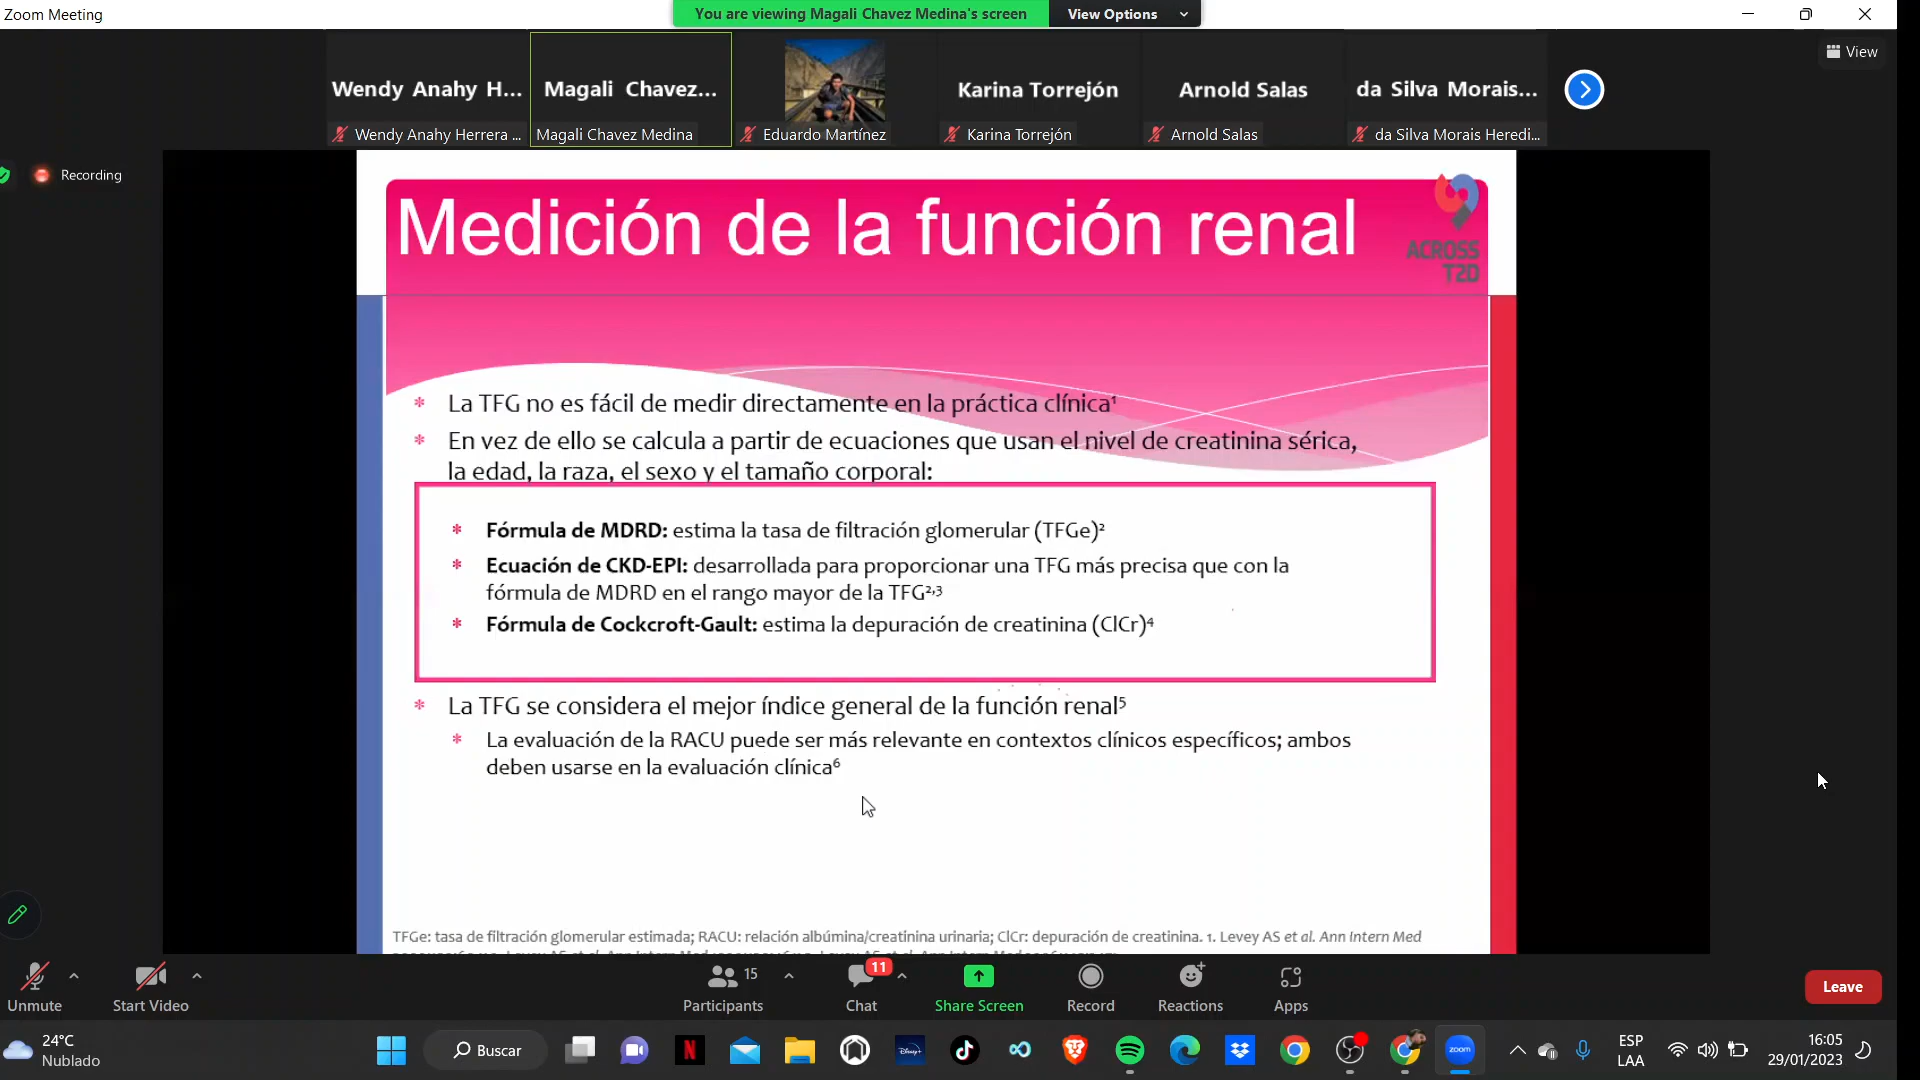 Zoom Meeting
You are viewing Magali Chavez Medina's screen
View Options
View
Wendy Anahy H...
Magali Chavez...
Karina Torrejón
Arnold Salas
da Silva Morais...
Wendy Anahy Herrera ...
Magali Chavez Medina
Eduardo Martínez
Karina Torrejón
Arnold Salas
da Silva Morais Heredi...
Recording
Medición de la función renal
ACROSS
T2D
* La TFG no es fácil de medir directamente en la práctica clínica¹
* En vez de ello se calcula a partir de ecuaciones que usan el nivel de creatinina sérica,
la edad, la raza, el sexo y el tamaño corporal:
* Fórmula de MDRD: estima la tasa de filtración glomerular (TFGe)²
* Ecuación de CKD-EPI: desarrollada para proporcionar una TFG más precisa que con la
fórmula de MDRD en el rango mayor de la TFG²,³
* Fórmula de Cockcroft-Gault: estima la depuración de creatinina (ClCr)⁴
* La TFG se considera el mejor índice general de la función renal⁵
* La evaluación de la RACU puede ser más relevante en contextos clínicos específicos; ambos
deben usarse en la evaluación clínica⁶
TFGe: tasa de filtración glomerular estimada; RACU: relación albúmina/creatinina urinaria; ClCr: depuración de creatinina. 1. Levey AS et al. Ann Intern Med
Unmute
Start Video
15
Participants
11
Chat
Share Screen
Record
Reactions
Apps
Leave
24°C
Nublado
Buscar
Disney+
zoom
ESP
LAA
16:05
29/01/2023